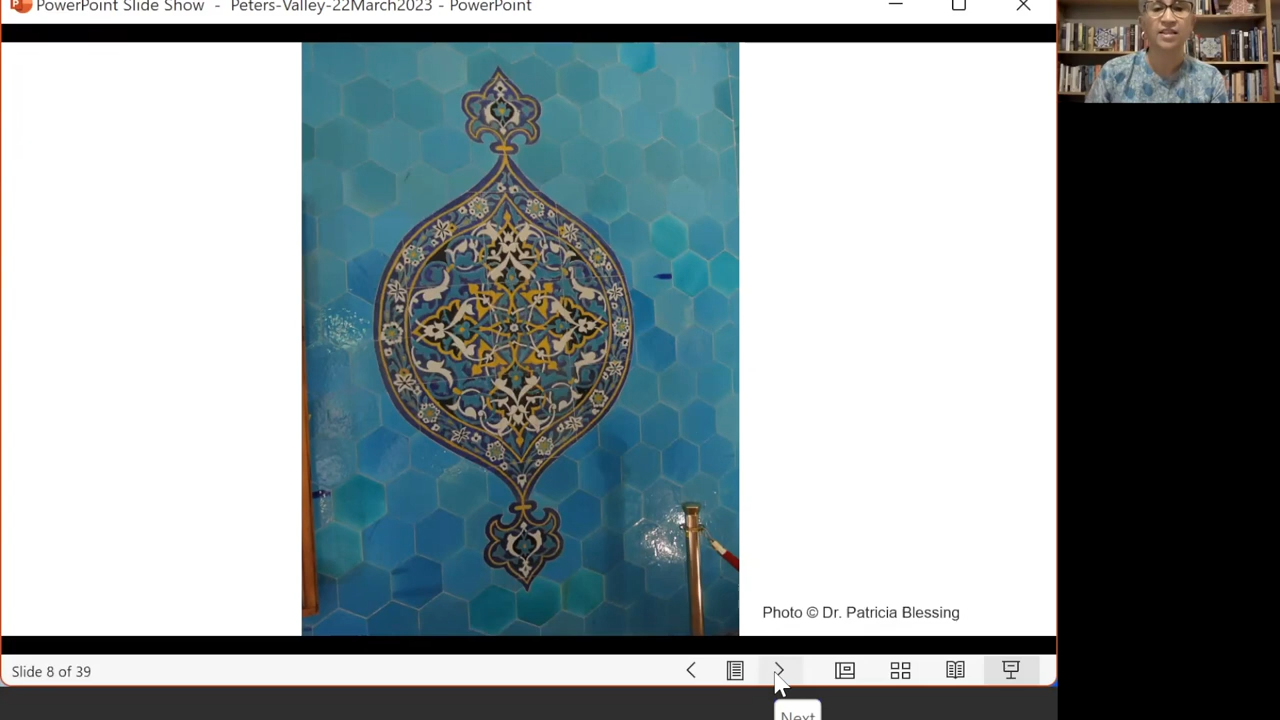 PowerPoint Slide Show - Peters-Valley-22March2023 - PowerPoint
Photo © Dr. Patricia Blessing
Slide 8 of 39
Next